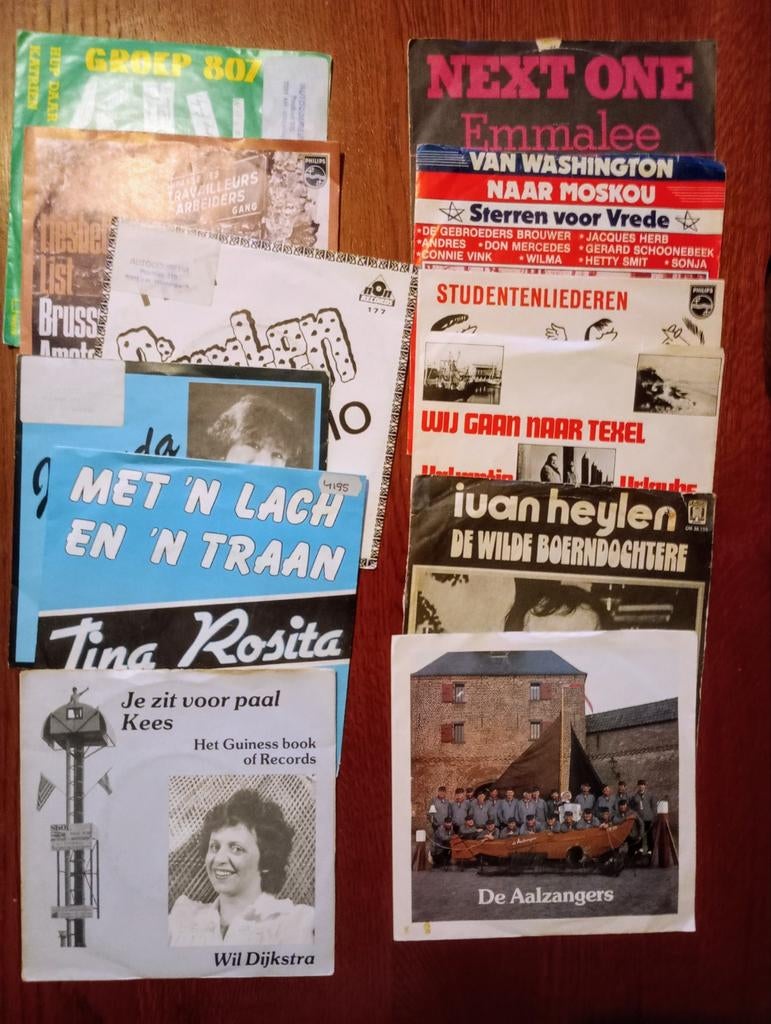 GROEP 807
HUP DAAR
KATRIEN
TRAVAILLEURS
ARBEIDERS
GANG
PHILIPS
liesbe
list
Bruss
177
MET 'N LACH
EN 'N TRAAN
4195
Tina Rosita
Je zit voor paal
Kees
Het Guiness book
of Records
Wil Dijkstra
NEXT ONE
Emmalee
VAN WASHINGTON
NAAR MOSKOU
Sterren voor Vrede
DE GEBROEDERS BROUWER • JACQUES HERB
• ANDRES • DON MERCEDES • GERARD SCHOONEBEEK
CONNIE VINK • WILMA • HETTY SMIT • SONJA
STUDENTENLIEDEREN
PHILIPS
WIJ GAAN NAAR TEXEL
ivan heylen
DE WILDE BOERNDOCHTERE
De Aalzangers